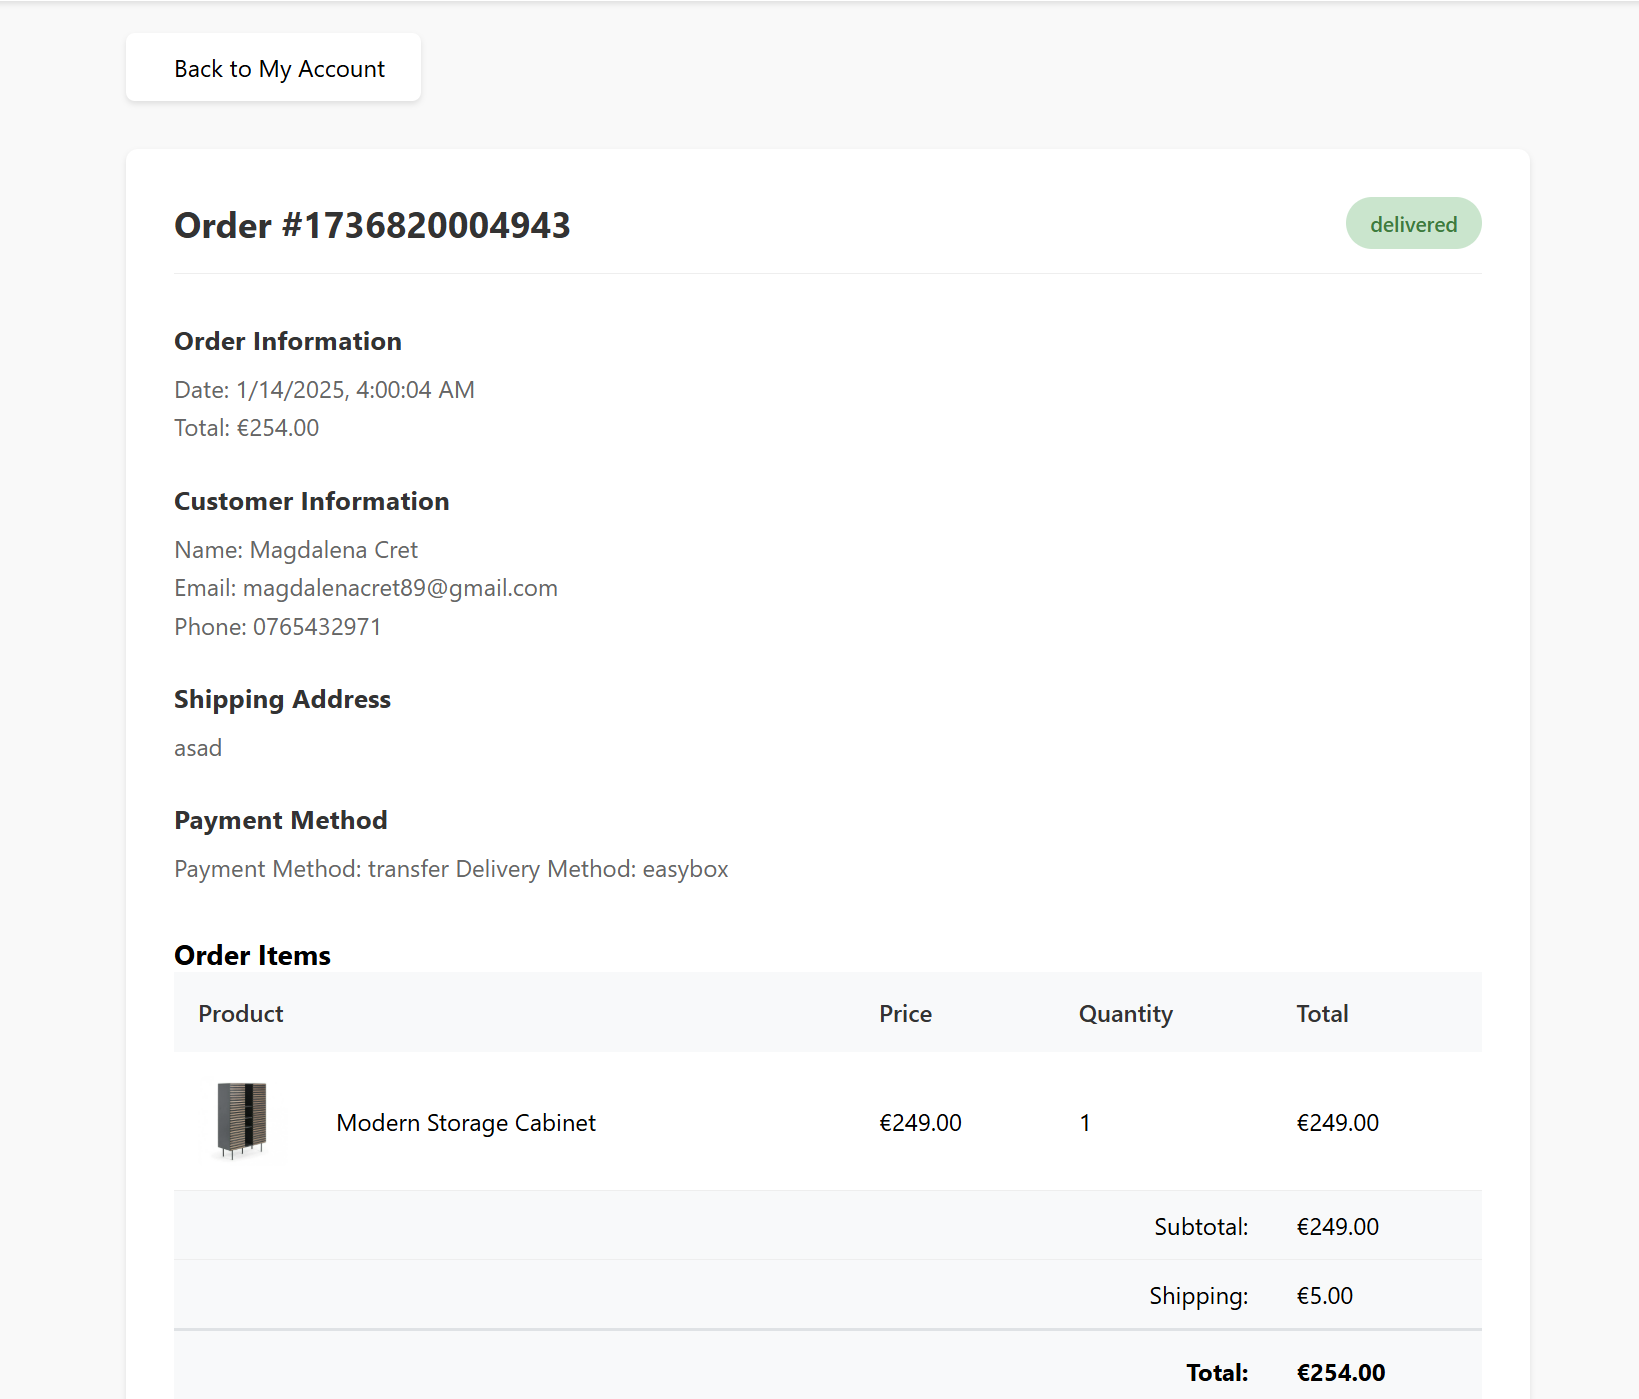 Back to My Account
Order #1736820004943
delivered
Order Information
Date: 1/14/2025, 4:00:04 AM
Total: €254.00
Customer Information
Name: Magdalena Cret
Email: magdalenacret89@gmail.com
Phone: 0765432971
Shipping Address
asad
Payment Method
Payment Method: transfer Delivery Method: easybox
Order Items
Product Price Quantity Total
Modern Storage Cabinet €249.00 1 €249.00
Subtotal: €249.00
Shipping: €5.00
Total: €254.00